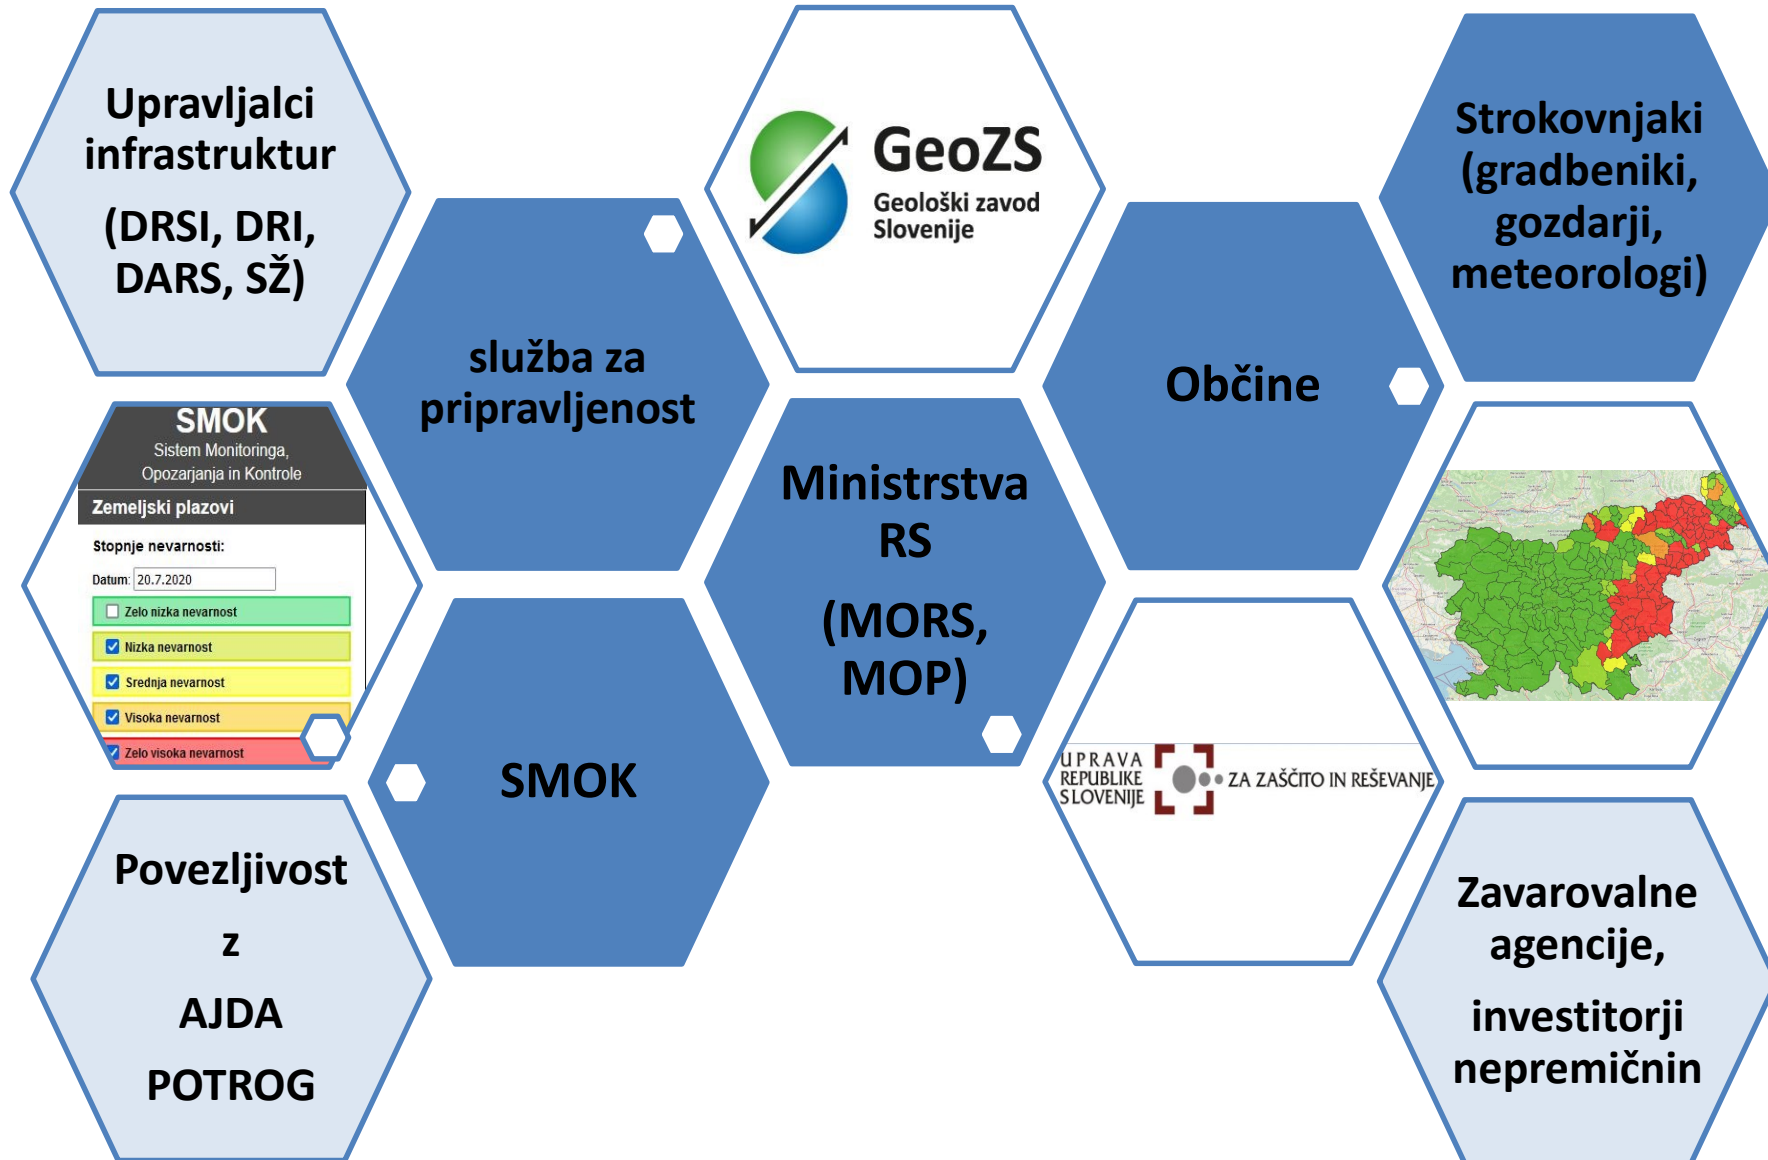 Upravljalci
infrastruktur
(DRSI, DRI,
DARS, SŽ)
služba za
pripravljenost
GeoZS
Geološki zavod
Slovenije
Občine
Strokovnjaki
(gradbeniki,
gozdarji,
meteorologi)
SMOK
Sistem Monitoringa,
Opozarjanja in Kontrole
Zemeljski plazovi
Stopnje nevarnosti:
Datum: 20.7.2020
Zelo nizka nevarnost
Nizka nevarnost
Srednja nevarnost
Visoka nevarnost
Zelo visoka nevarnost
SMOK
Ministrstva
RS
(MORS,
MOP)
UPRAVA
REPUBLIKE
SLOVENIJE
ZA ZAŠČITO IN REŠEVANJE
Povezljivost
z
AJDA
POTROG
Zavarovalne
agencije,
investitorji
nepremičnin